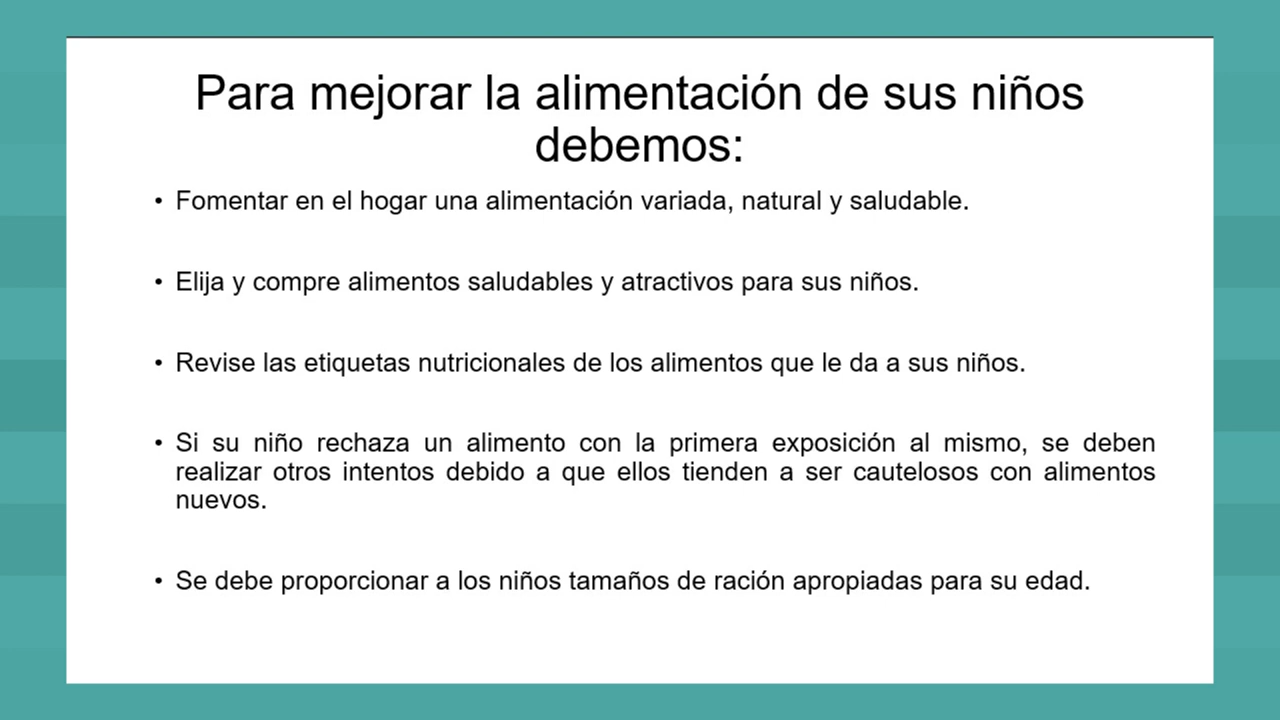 Para mejorar la alimentación de sus niños
debemos:
• Fomentar en el hogar una alimentación variada, natural y saludable.
• Elija y compre alimentos saludables y atractivos para sus niños.
• Revise las etiquetas nutricionales de los alimentos que le da a sus niños.
• Si su niño rechaza un alimento con la primera exposición al mismo, se deben
realizar otros intentos debido a que ellos tienden a ser cautelosos con alimentos
nuevos.
• Se debe proporcionar a los niños tamaños de ración apropiadas para su edad.